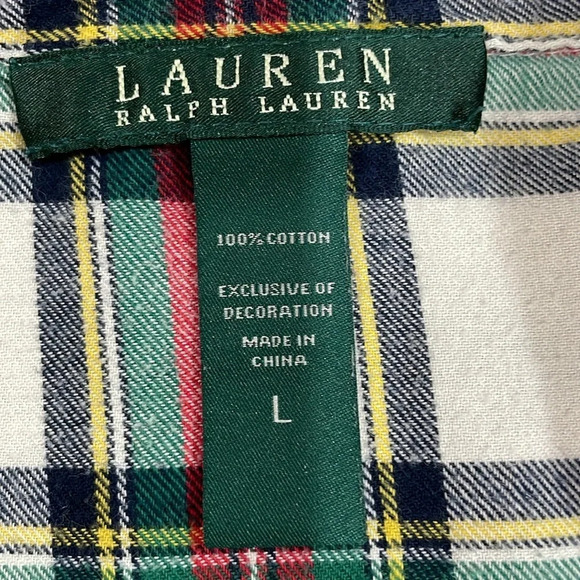 LAUREN
RALPH LAUREN
100% COTTON
EXCLUSIVE OF
DECORATION
MADE IN
CHINA
L